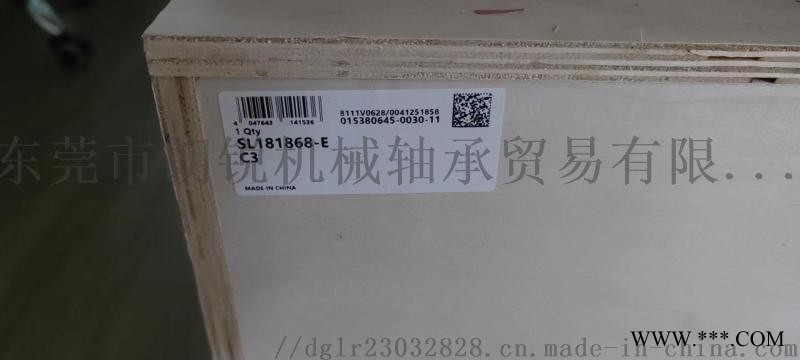 4 047643 141536
8111V0628/0041251858
015380645-0030-11
1 Qty
SL181868-E
C3
MADE IN CHINA
东莞市朗锐机械轴承贸易有限...
https://dglr23032828.cn.made-in-china.com
www.***.com